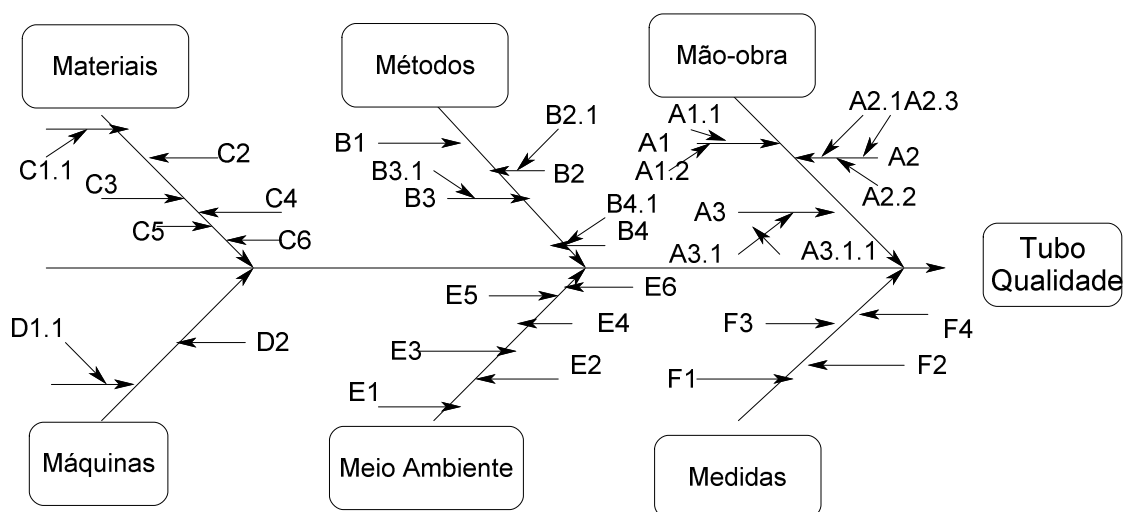 Materiais
Métodos
Mão-obra
C1.1
C2
C3
C4
C5
C6
B1
B2.1
B2
B3.1
B3
B4.1
B4
A1.1
A1
A1.2
A2.1
A2.3
A2
A2.2
A3
A3.1
A3.1.1
Tubo
Qualidade
D1.1
D2
E5
E6
E4
E3
E2
E1
F3
F4
F2
F1
Máquinas
Meio Ambiente
Medidas